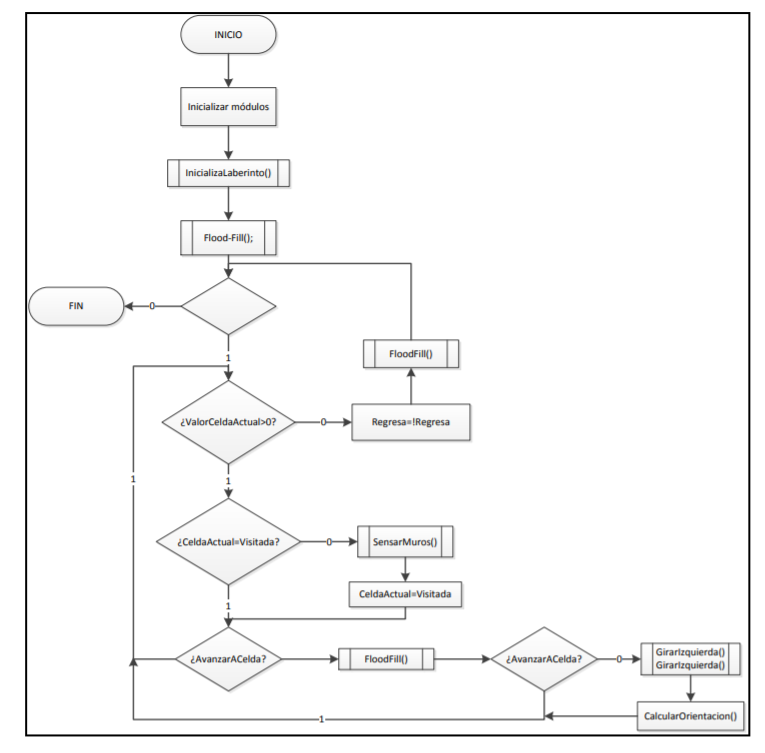 INICIO
Inicializar módulos
InicializaLaberinto()
Flood-Fill();
FIN
0
1
FloodFill()
¿ValorCeldaActual>0?
0
Regresa=!Regresa
1
1
¿CeldaActual=Visitada?
0
SensarMuros()
CeldaActual=Visitada
1
¿AvanzarACelda?
FloodFill()
¿AvanzarACelda?
0
GirarIzquierda()
GirarIzquierda()
CalcularOrientacion()
1